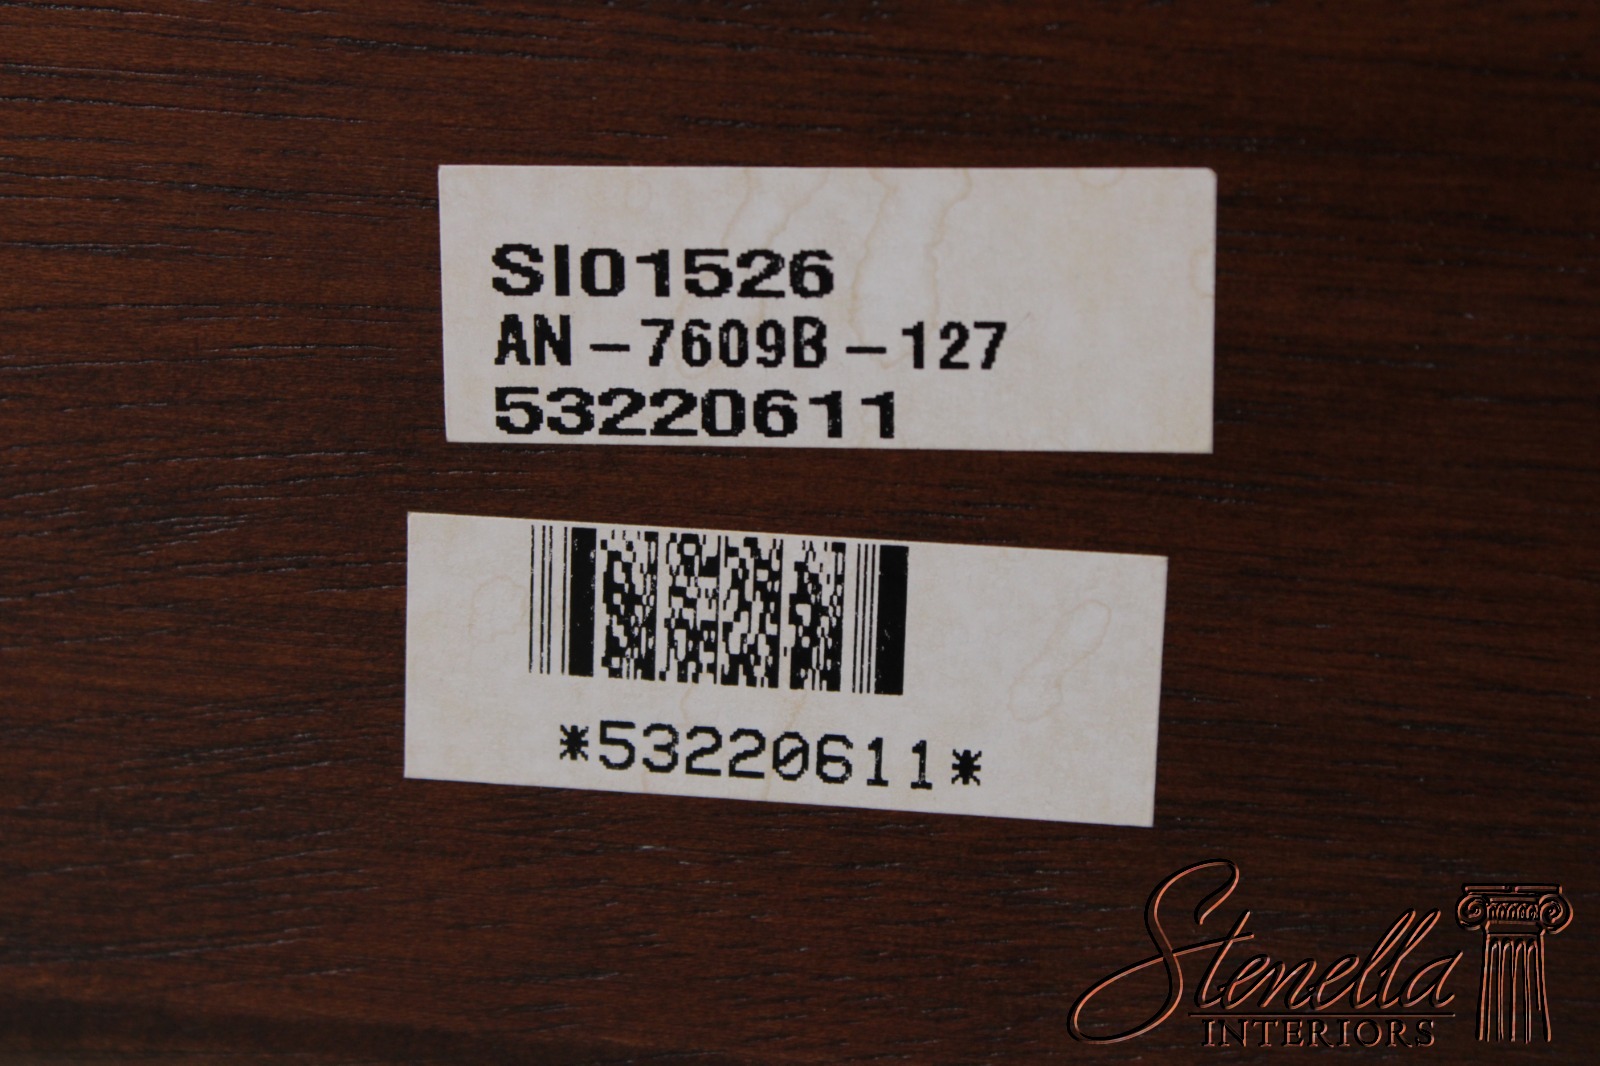 SI01526
AN-7609B-127
53220611
*53220611*
Stenella
INTERIORS